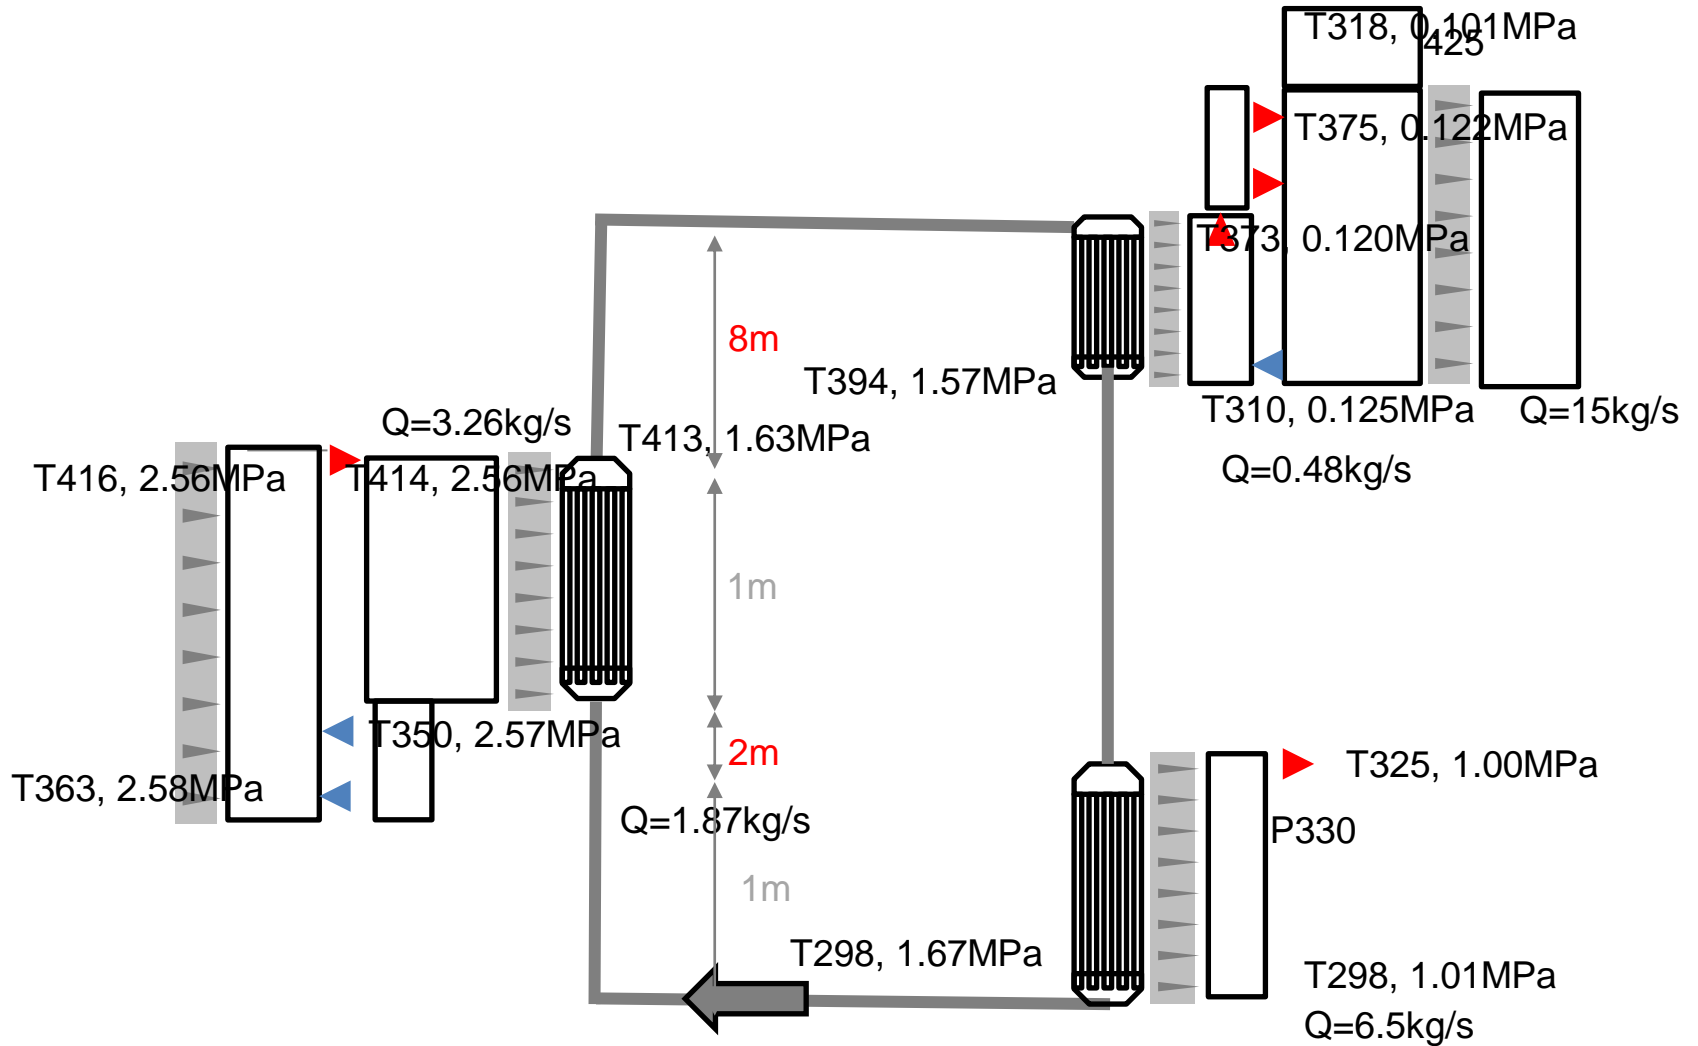 T318, 0.101MPa
425
T375, 0.122MPa
T373, 0.120MPa
8m
T394, 1.57MPa
T310, 0.125MPa
Q=15kg/s
Q=3.26kg/s
T413, 1.63MPa
Q=0.48kg/s
T416, 2.56MPa
T414, 2.56MPa
1m
T350, 2.57MPa
2m
T325, 1.00MPa
T363, 2.58MPa
Q=1.87kg/s
P330
1m
T298, 1.67MPa
T298, 1.01MPa
Q=6.5kg/s